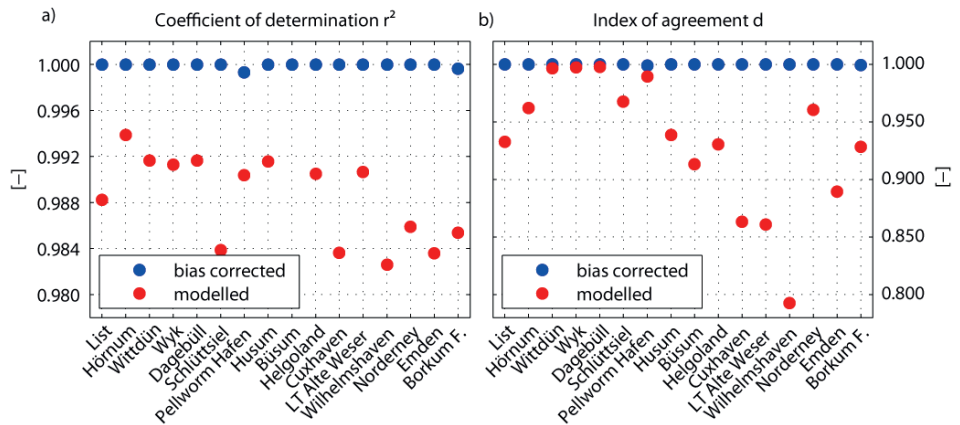 a) Coefficient of determination r²
b) Index of agreement d
[–]
1.000
0.996
0.992
0.988
0.984
0.980
bias corrected
modelled
List
Hörnum
Wittdün
Wyk
Dagebüll
Schlüttsiel
Pellworm Hafen
Husum
Büsum
Helgoland
Cuxhaven
LT Alte Weser
Wilhelmshaven
Norderney
Emden
Borkum F.
1.000
0.950
0.900
0.850
0.800
[–]
bias corrected
modelled
List
Hörnum
Wittdün
Wyk
Dagebüll
Schlüttsiel
Pellworm Hafen
Husum
Büsum
Helgoland
Cuxhaven
LT Alte Weser
Wilhelmshaven
Norderney
Emden
Borkum F.